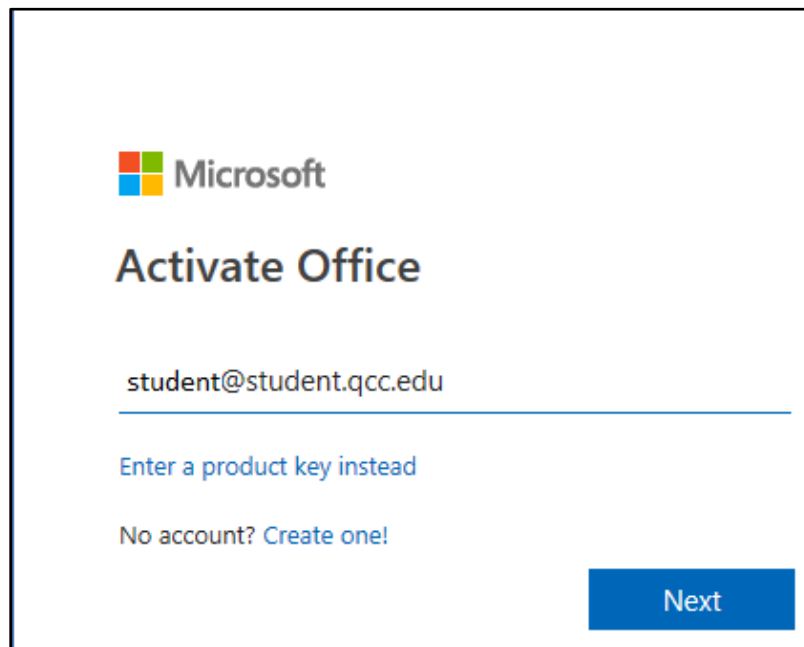 Microsoft
Activate Office
student@student.qcc.edu
Enter a product key instead
No account? Create one!
Next